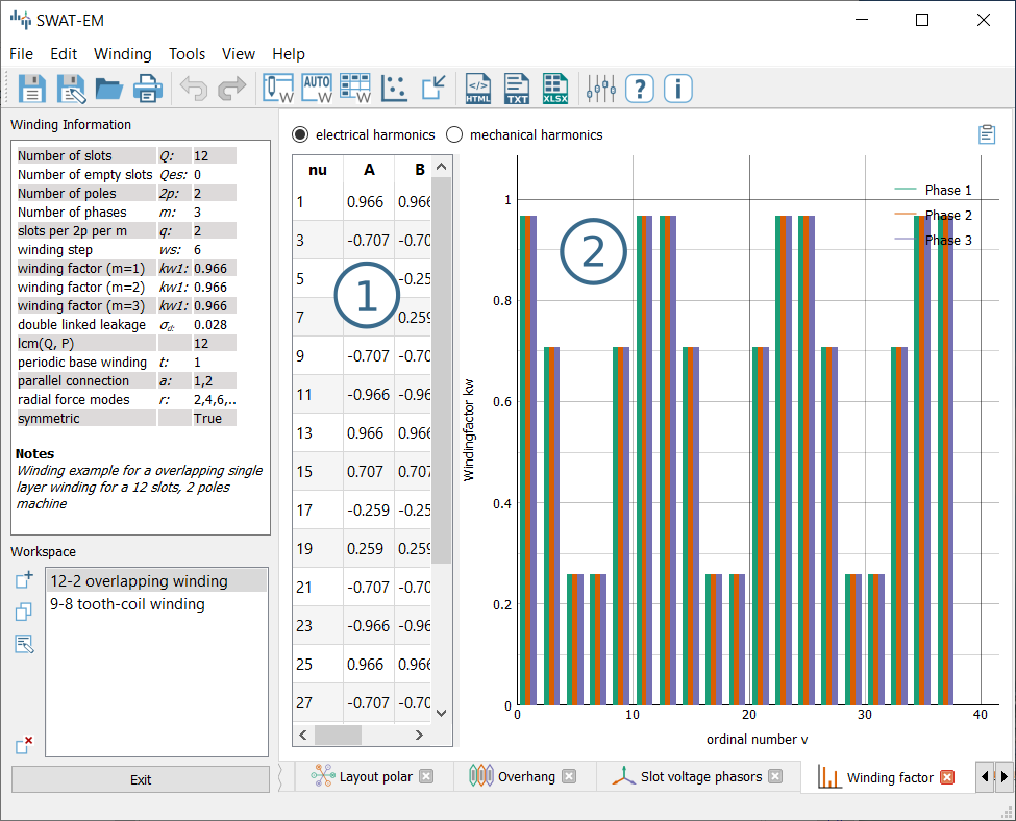 SWAT-EM
File Edit Winding Tools View Help
W AUTO W W HTML TXT XLSX ? i
Winding Information
Number of slots Q: 12
Number of empty slots Qes: 0
Number of poles 2p: 2
Number of phases m: 3
slots per 2p per m q: 2
winding step ws: 6
winding factor (m=1) kw1: 0.966
winding factor (m=2) kw1: 0.966
winding factor (m=3) kw1: 0.966
double linked leakage σd: 0.028
lcm(Q, P) 12
periodic base winding t: 1
parallel connection a: 1,2
radial force modes r: 2,4,6,..
symmetric True
Notes
Winding example for a overlapping single
layer winding for a 12 slots, 2 poles
machine
Workspace
12-2 overlapping winding
9-8 tooth-coil winding
Exit
electrical harmonics mechanical harmonics
nu A B
1 0.966 0.966
3 -0.707 -0.70
5 -0.25
7 0.259
9 -0.707 -0.70
11 -0.966 -0.96
13 0.966 0.966
15 0.707 0.707
17 -0.259 -0.25
19 0.259 0.259
21 -0.707 -0.70
23 -0.966 -0.96
25 0.966 0.966
27 -0.707 -0.70
1
2
Phase 1
Phase 2
Phase 3
Windingfactor kw
1
0.8
0.6
0.4
0.2
0
0 10 20 30 40
ordinal number ν
Layout polar Overhang Slot voltage phasors Winding factor